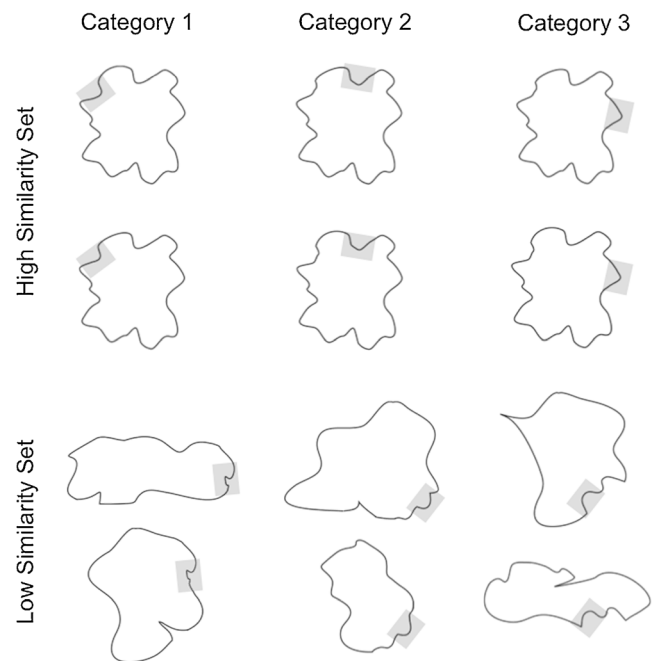 Category 1
Category 2
Category 3
High Similarity Set
Low Similarity Set